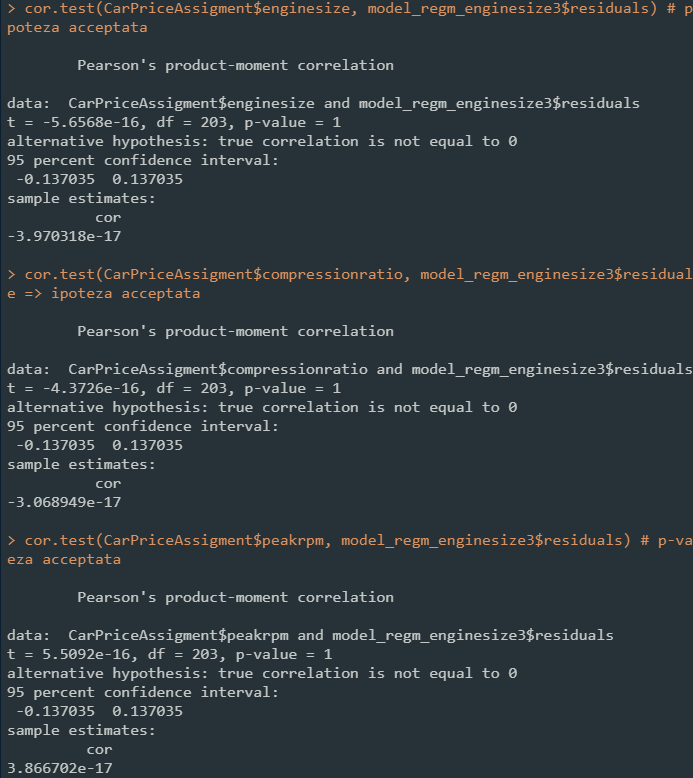 > cor.test(CarPriceAssigment$enginesize, model_regm_enginesize3$residuals) # p
poteza acceptata
Pearson's product-moment correlation
data:  CarPriceAssigment$enginesize and model_regm_enginesize3$residuals
t = -5.6568e-16, df = 203, p-value = 1
alternative hypothesis: true correlation is not equal to 0
95 percent confidence interval:
 -0.137035  0.137035
sample estimates:
cor
-3.970318e-17
> cor.test(CarPriceAssigment$compressionratio, model_regm_enginesize3$residual
e => ipoteza acceptata
Pearson's product-moment correlation
data:  CarPriceAssigment$compressionratio and model_regm_enginesize3$residuals
t = -4.3726e-16, df = 203, p-value = 1
alternative hypothesis: true correlation is not equal to 0
95 percent confidence interval:
 -0.137035  0.137035
sample estimates:
cor
-3.068949e-17
> cor.test(CarPriceAssigment$peakrpm, model_regm_enginesize3$residuals) # p-va
eza acceptata
Pearson's product-moment correlation
data:  CarPriceAssigment$peakrpm and model_regm_enginesize3$residuals
t = 5.5092e-16, df = 203, p-value = 1
alternative hypothesis: true correlation is not equal to 0
95 percent confidence interval:
 -0.137035  0.137035
sample estimates:
cor
3.866702e-17